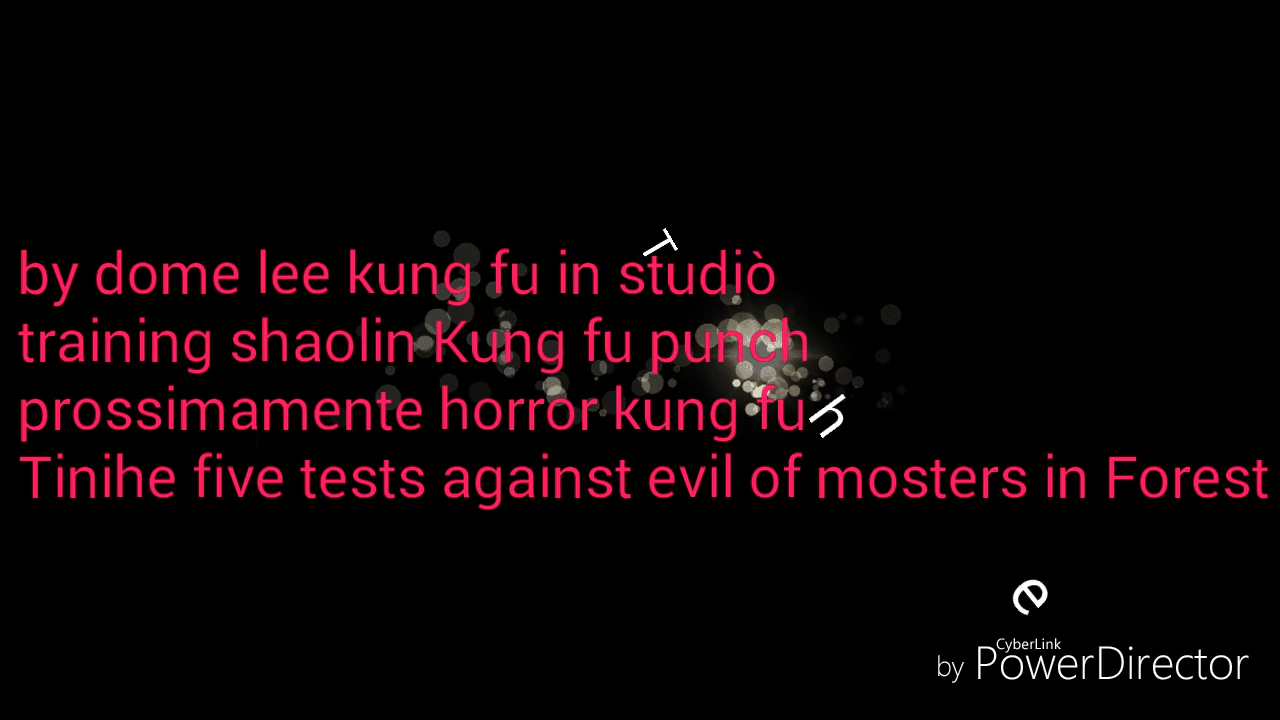 by dome lee kung fu in studiò
training shaolin Kung fu punch
prossimamente horror kung fu
Tinihe five tests against evil of mosters in Forest
T
h
e
CyberLink
by PowerDirector